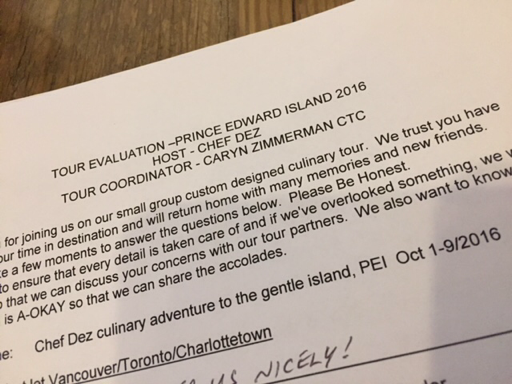 TOUR EVALUATION –PRINCE EDWARD ISLAND 2016
HOST - CHEF DEZ
TOUR COORDINATOR - CARYN ZIMMERMAN CTC
for joining us on our small group custom designed culinary tour. We trust you have
our time in destination and will return home with many memories and new friends.
a few moments to answer the questions below. Please Be Honest.
to ensure that every detail is taken care of and if we've overlooked something, we
that we can discuss your concerns with our tour partners. We also want to know
is A-OKAY so that we can share the accolades.
Chef Dez culinary adventure to the gentle island, PEI Oct 1-9/2016
Vancouver/Toronto/Charlottetown
US NICELY!